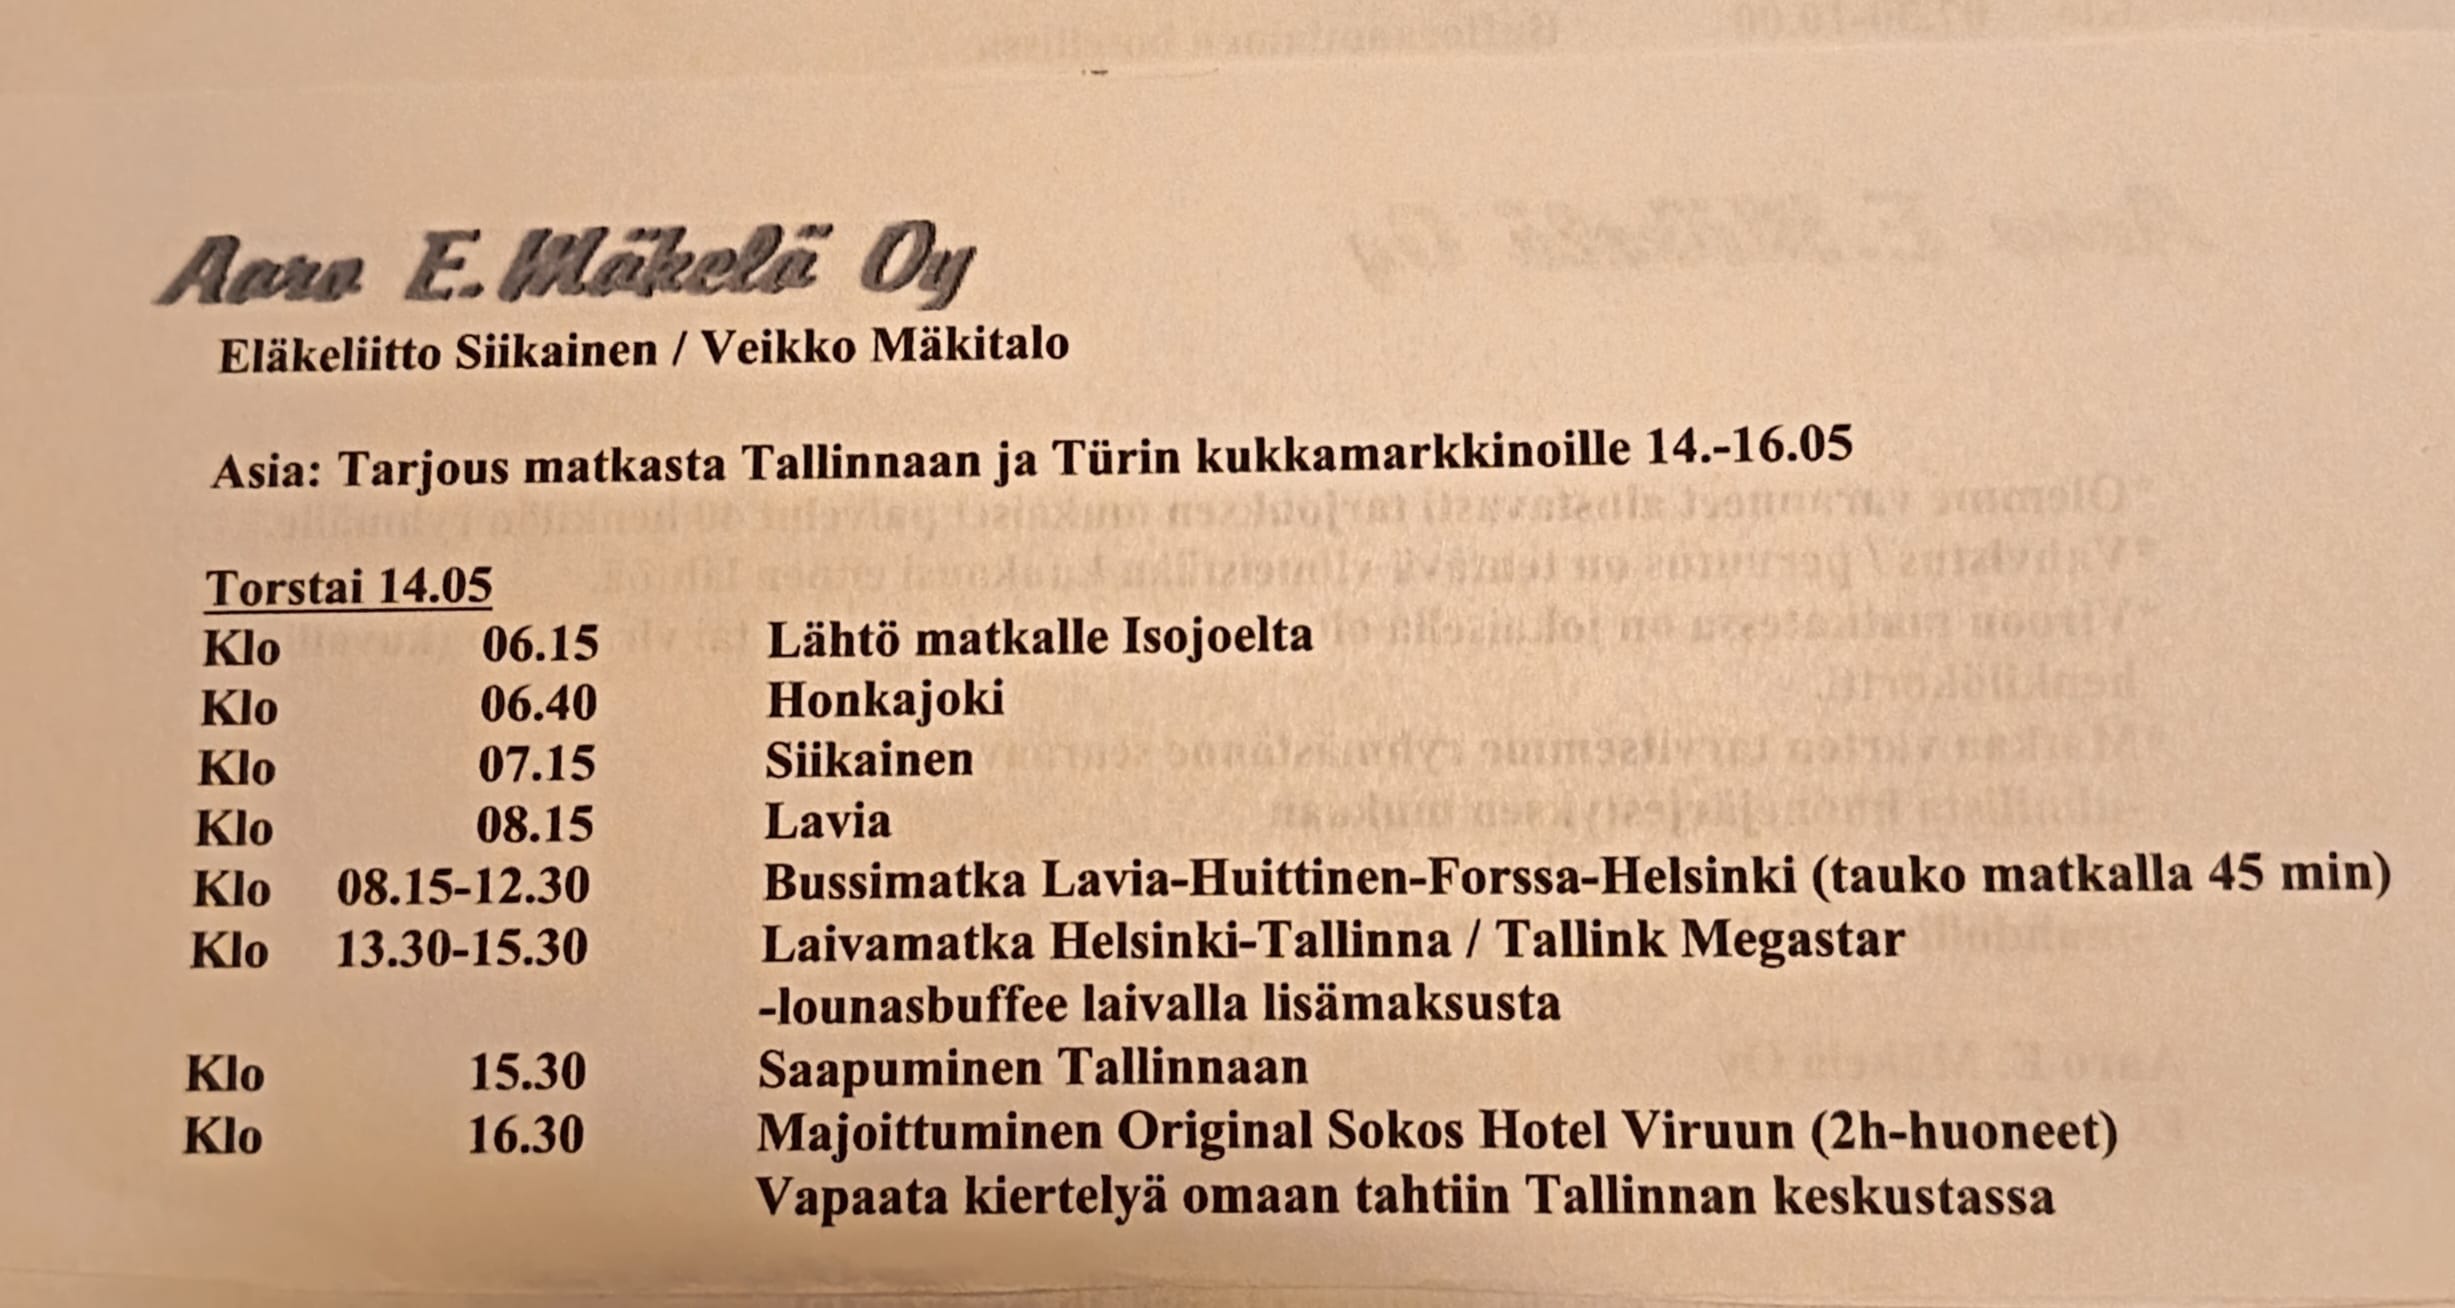 Aaro E. Mäkelä Oy
Eläkeliitto Siikainen / Veikko Mäkitalo
Asia: Tarjous matkasta Tallinnaan ja Türin kukkamarkkinoille 14.-16.05
Torstai 14.05
Klo 06.15 Lähtö matkalle Isojoelta
Klo 06.40 Honkajoki
Klo 07.15 Siikainen
Klo 08.15 Lavia
Klo 08.15-12.30 Bussimatka Lavia-Huittinen-Forssa-Helsinki (tauko matkalla 45 min)
Klo 13.30-15.30 Laivamatka Helsinki-Tallinna / Tallink Megastar
-lounasbuffee laivalla lisämaksusta
Klo 15.30 Saapuminen Tallinnaan
Klo 16.30 Majoittuminen Original Sokos Hotel Viruun (2h-huoneet)
Vapaata kiertelyä omaan tahtiin Tallinnan keskustassa